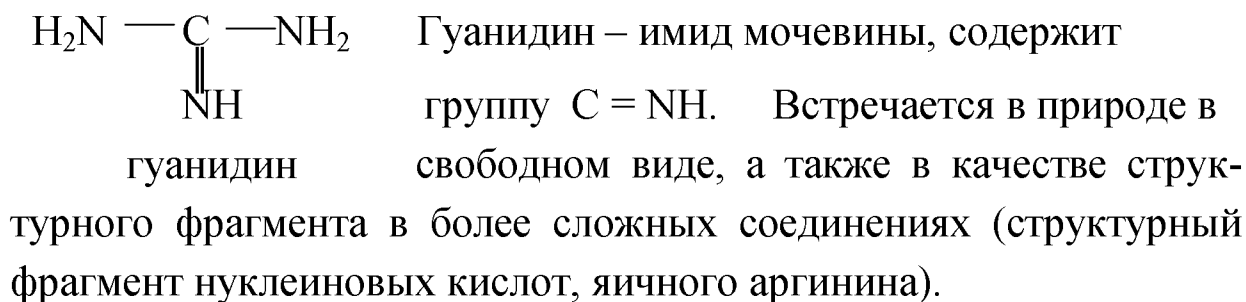 H₂N — C — NH₂ Гуанидин – имид мочевины, содержит
NH группу C = NH. Встречается в природе в
гуанидин свободном виде, а также в качестве струк-
турного фрагмента в более сложных соединениях (структурный
фрагмент нуклеиновых кислот, яичного аргинина).